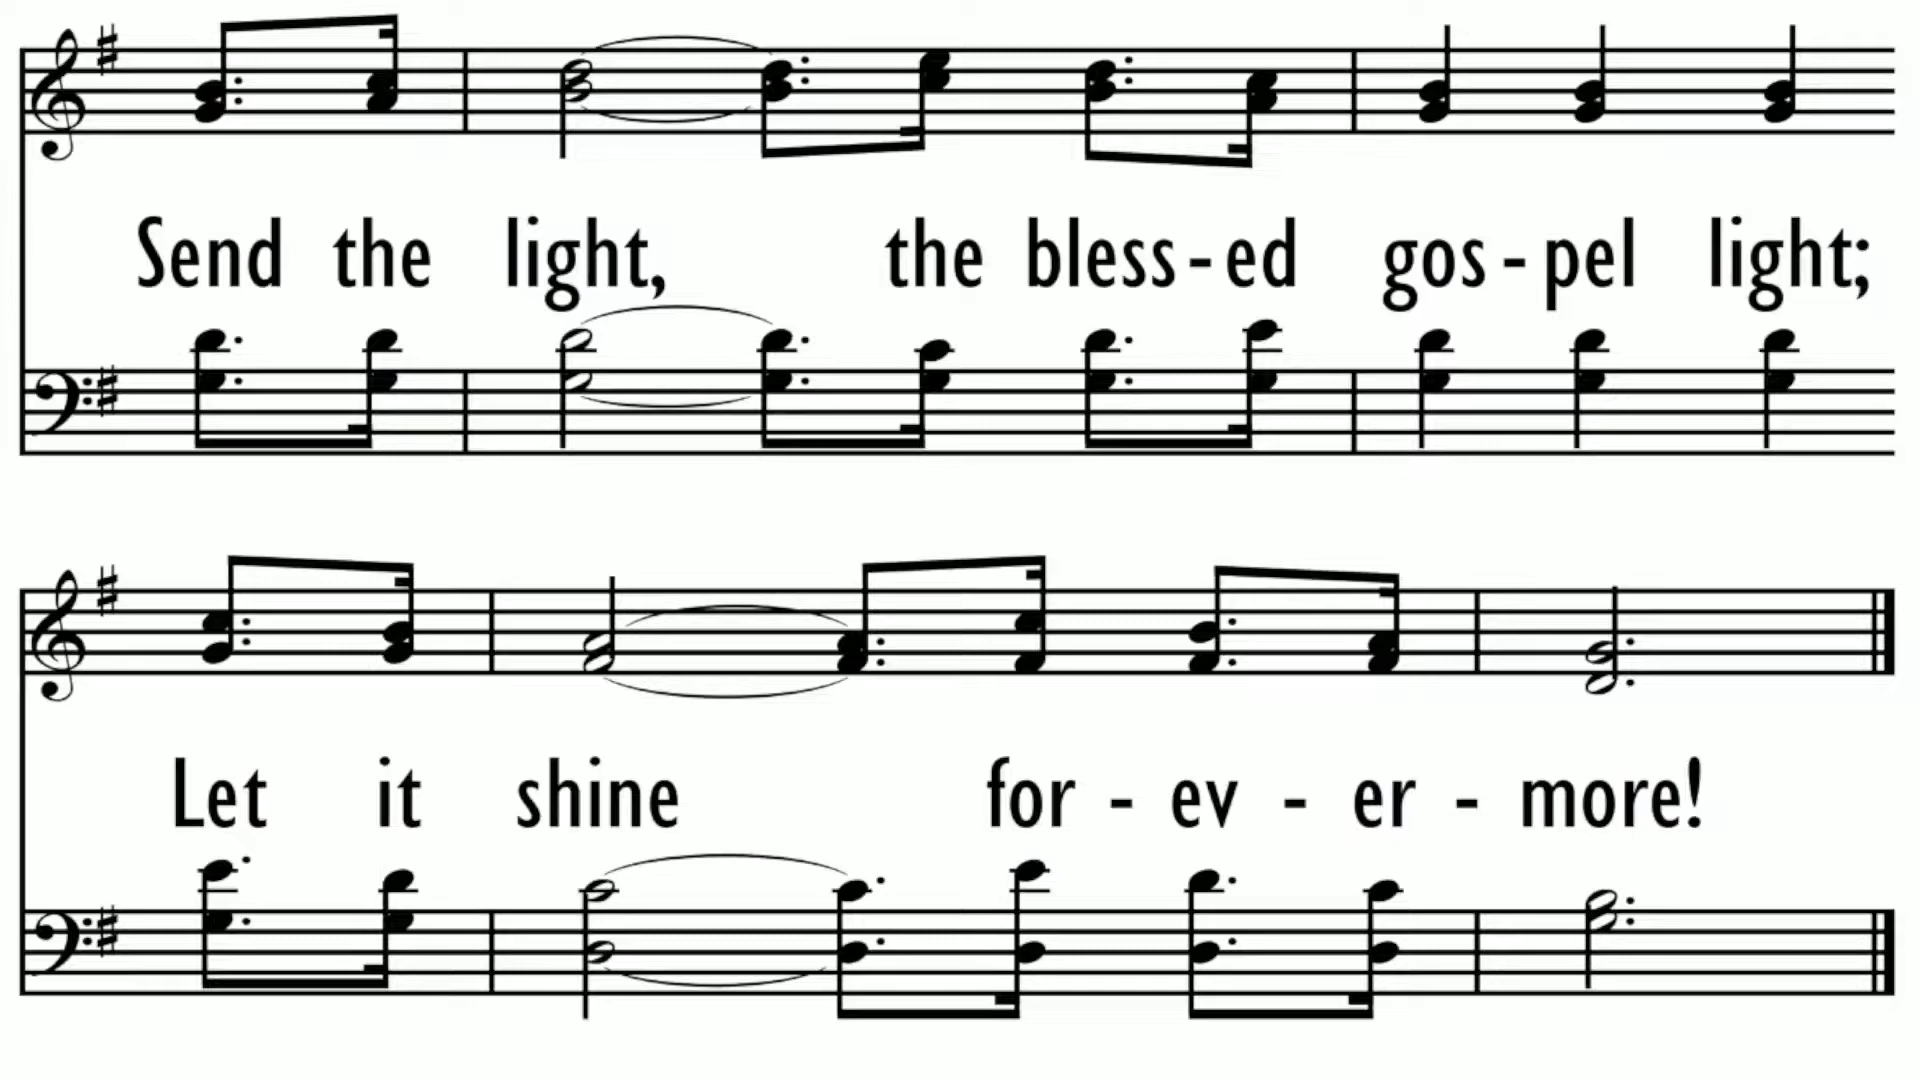 Send the light, the bless-ed gos-pel light;
Let it shine for-ev-er-more!